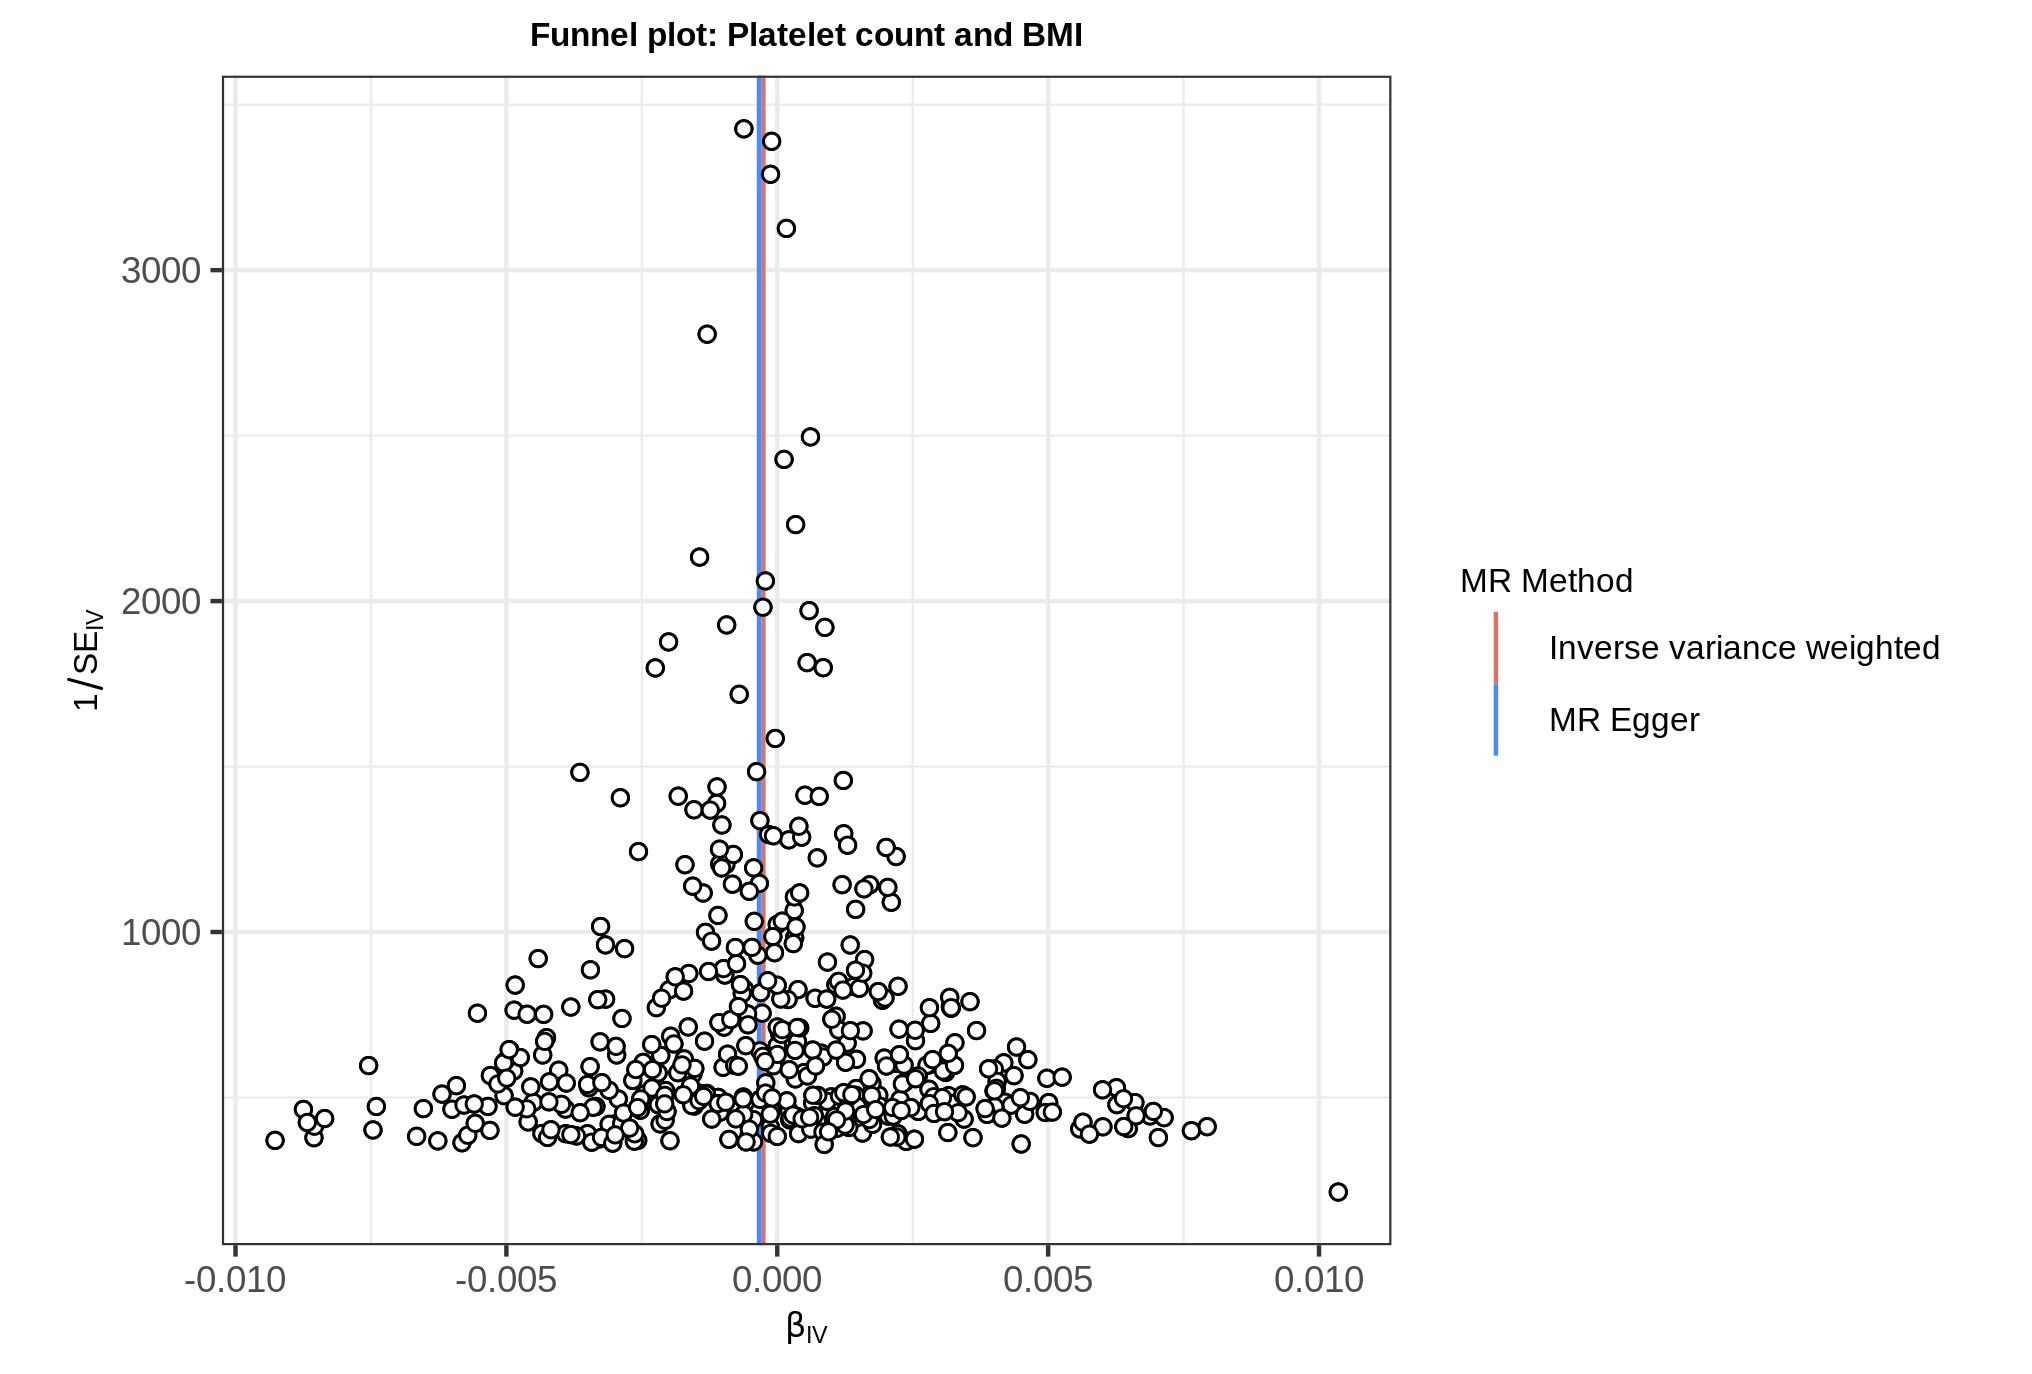 Funnel plot: Platelet count and BMI
3000
2000
1000
1/SE_IV
-0.010 -0.005 0.000 0.005 0.010
β_IV
MR Method
Inverse variance weighted
MR Egger